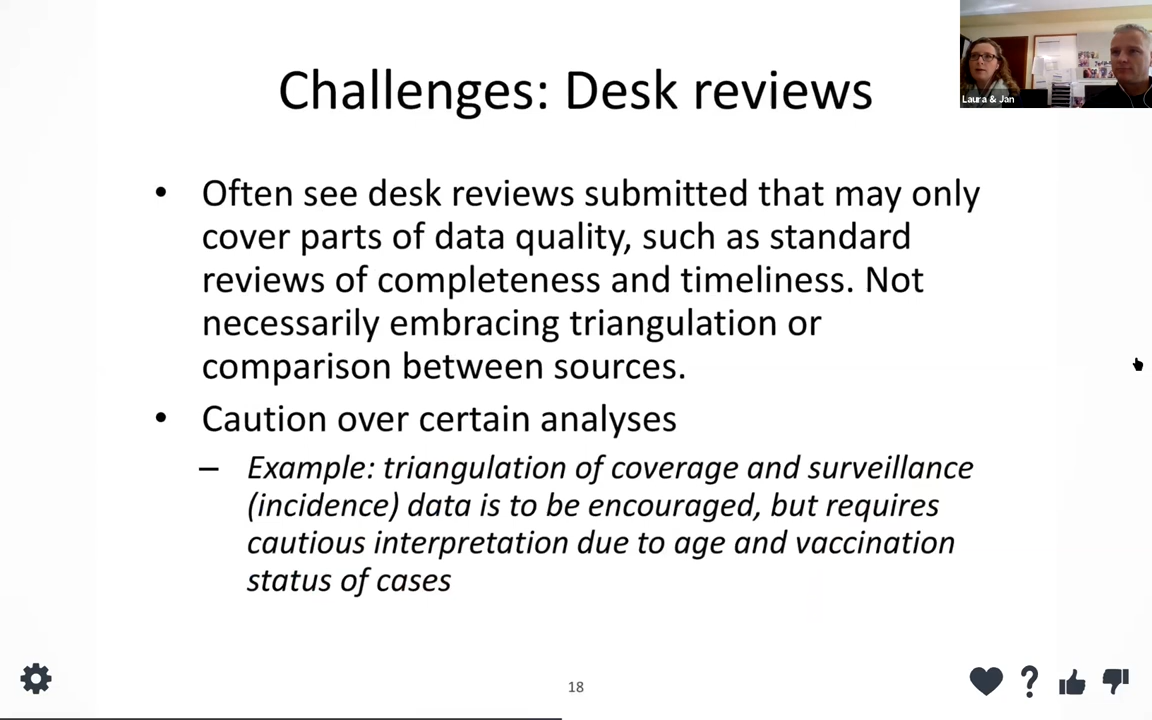 Challenges: Desk reviews
Laura & Jan
• Often see desk reviews submitted that may only
cover parts of data quality, such as standard
reviews of completeness and timeliness. Not
necessarily embracing triangulation or
comparison between sources.
• Caution over certain analyses
– Example: triangulation of coverage and surveillance
(incidence) data is to be encouraged, but requires
cautious interpretation due to age and vaccination
status of cases
18